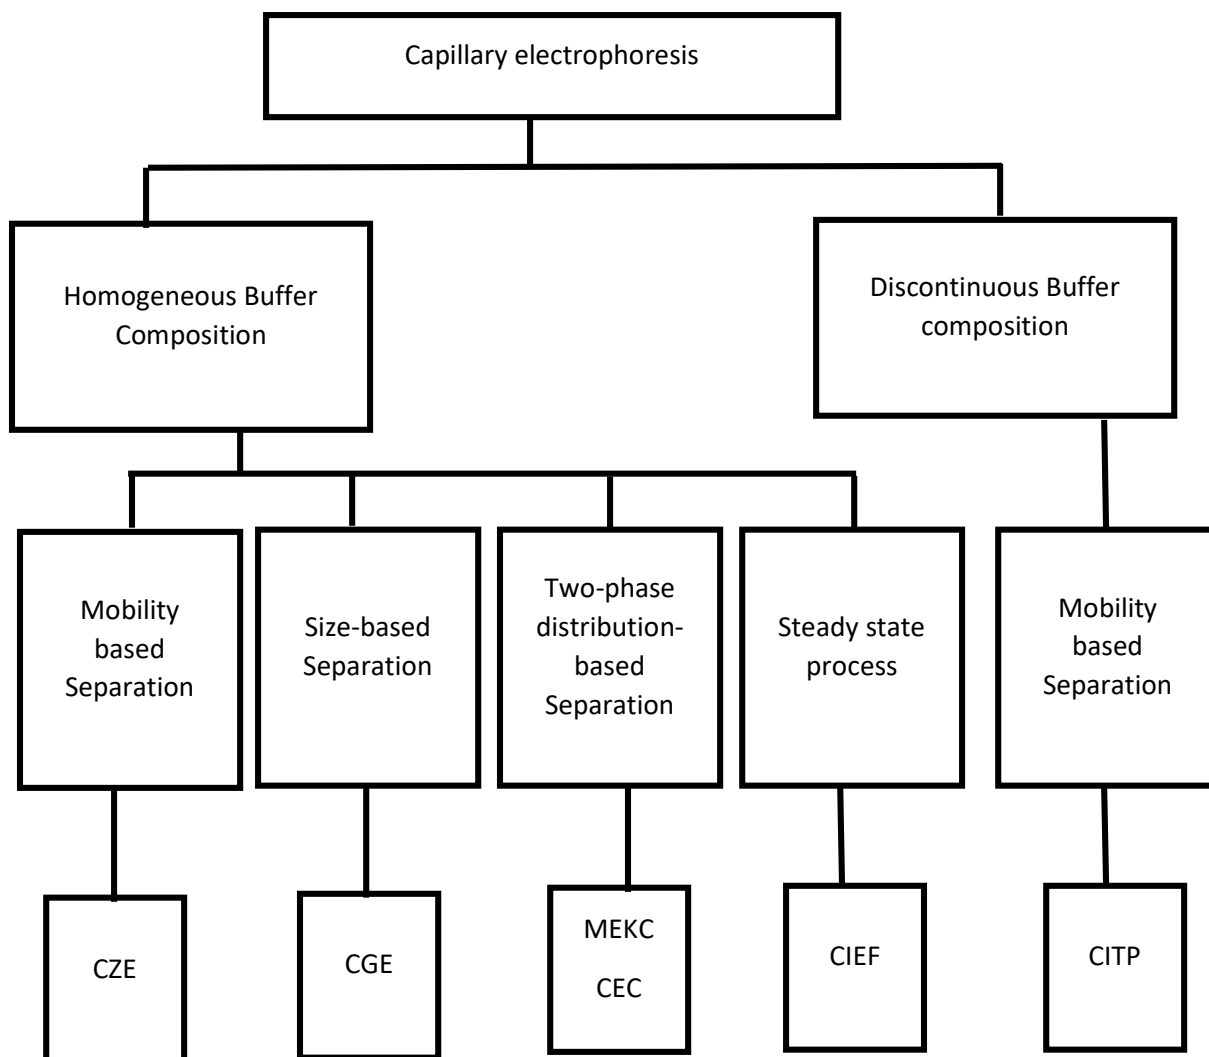 Capillary electrophoresis
Homogeneous Buffer
Composition
Discontinuous Buffer
composition
Mobility
based
Separation
Size-based
Separation
Two-phase
distribution-
based
Separation
Steady state
process
Mobility
based
Separation
CZE
CGE
MEKC
CEC
CIEF
CITP